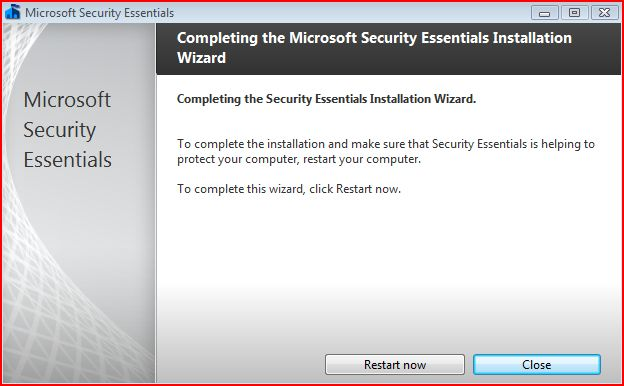 Microsoft Security Essentials
Completing the Microsoft Security Essentials Installation
Wizard
Microsoft
Security
Essentials
Completing the Security Essentials Installation Wizard.
To complete the installation and make sure that Security Essentials is helping to
protect your computer, restart your computer.
To complete this wizard, click Restart now.
Restart now
Close